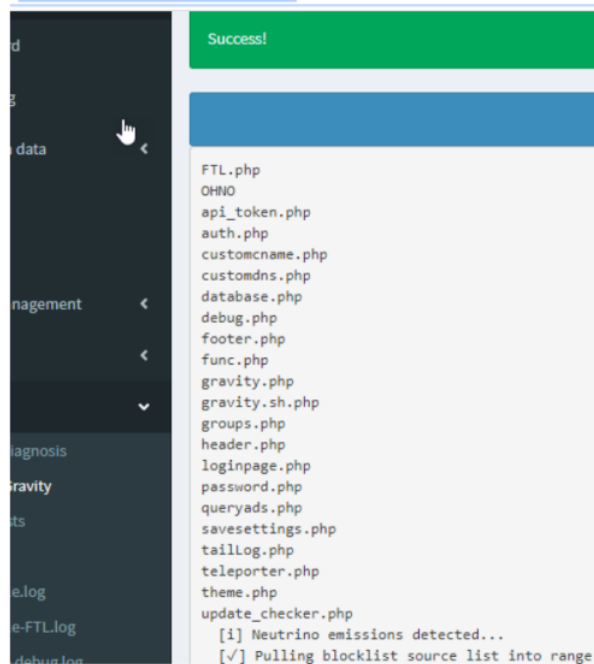 Success!
d
g
data
nagement
iagnosis
Gravity
sts
e.log
e-FTL.log
debug.log
FTL.php
OHNO
api_token.php
auth.php
customcname.php
customdns.php
database.php
debug.php
footer.php
func.php
gravity.php
gravity.sh.php
groups.php
header.php
loginpage.php
password.php
queryads.php
savesettings.php
tailLog.php
teleporter.php
theme.php
update_checker.php
[i] Neutrino emissions detected...
[✓] Pulling blocklist source list into range